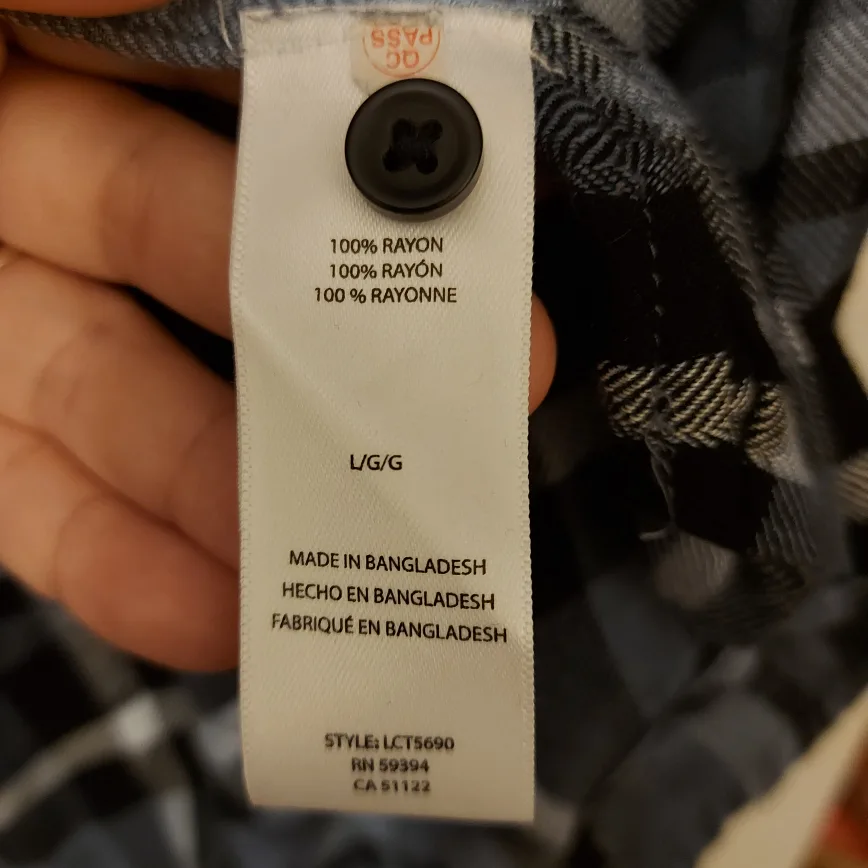 QC
PASS
100% RAYON
100% RAYÓN
100 % RAYONNE
L/G/G
MADE IN BANGLADESH
HECHO EN BANGLADESH
FABRIQUÉ EN BANGLADESH
STYLE: LCT5690
RN 59394
CA 51122